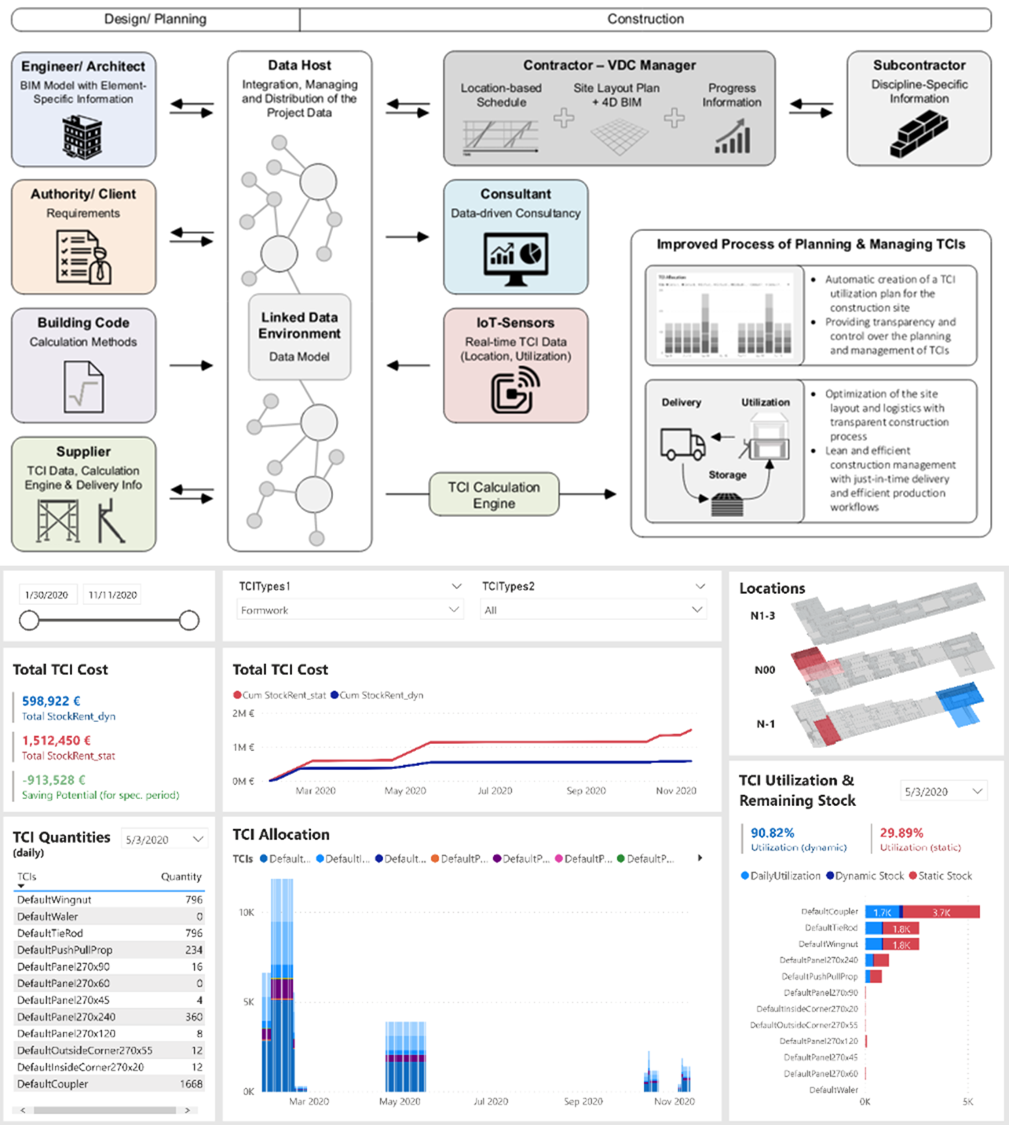 Design/ Planning
Construction
Engineer/ Architect
BIM Model with Element-
Specific Information
Authority/ Client
Requirements
Building Code
Calculation Methods
Supplier
TCI Data, Calculation
Engine & Delivery Info
Data Host
Integration, Managing
and Distribution of the
Project Data
Linked Data
Environment
Data Model
Contractor – VDC Manager
Location-based
Schedule
Site Layout Plan
+ 4D BIM
Progress
Information
Subcontractor
Discipline-Specific
Information
Consultant
Data-driven Consultancy
IoT-Sensors
Real-time TCI Data
(Location, Utilization)
TCI Calculation
Engine
Improved Process of Planning & Managing TCIs
• Automatic creation of a TCI
utilization plan for the
construction site
• Providing transparency and
control over the planning
and management of TCIs
Delivery
Utilization
Storage
• Optimization of the site
layout and logistics with
transparent construction
process
• Lean and efficient
construction management
with just-in-time delivery
and efficient production
workflows
1/30/2020
11/11/2020
TCITypes1
Formwork
TCITypes2
All
Locations
N1-3
N00
N-1
Total TCI Cost
598,922 €
Total StockRent_dyn
1,512,450 €
Total StockRent_stat
-913,528 €
Saving Potential (for spec. period)
Total TCI Cost
Cum StockRent_stat
Cum StockRent_dyn
2M €
1M €
0M €
Mar 2020
May 2020
Jul 2020
Sep 2020
Nov 2020
TCI Quantities
(daily)
5/3/2020
TCIs
Quantity
DefaultWingnut 796
DefaultWaler 0
DefaultTieRod 796
DefaultPushPullProp 234
DefaultPanel270x90 16
DefaultPanel270x60 0
DefaultPanel270x45 4
DefaultPanel270x240 360
DefaultPanel270x120 8
DefaultOutsideCorner270x55 12
DefaultInsideCorner270x20 12
DefaultCoupler 1668
TCI Allocation
TCIs Default... DefaultI... Default... DefaultP... DefaultP... DefaultP... DefaultP...
10K
5K
0K
Mar 2020
May 2020
Jul 2020
Sep 2020
Nov 2020
TCI Utilization &
Remaining Stock
5/3/2020
90.82%
Utilization (dynamic)
29.89%
Utilization (static)
DailyUtilization
Dynamic Stock
Static Stock
DefaultCoupler 1.7K 3.7K
DefaultTieRod 1.8K
DefaultWingnut 1.8K
DefaultPanel270x240
DefaultPushPullProp
DefaultPanel270x90
DefaultInsideCorner270x20
DefaultOutsideCorner270x55
DefaultPanel270x120
DefaultPanel270x45
DefaultPanel270x60
DefaultWaler
0K
5K